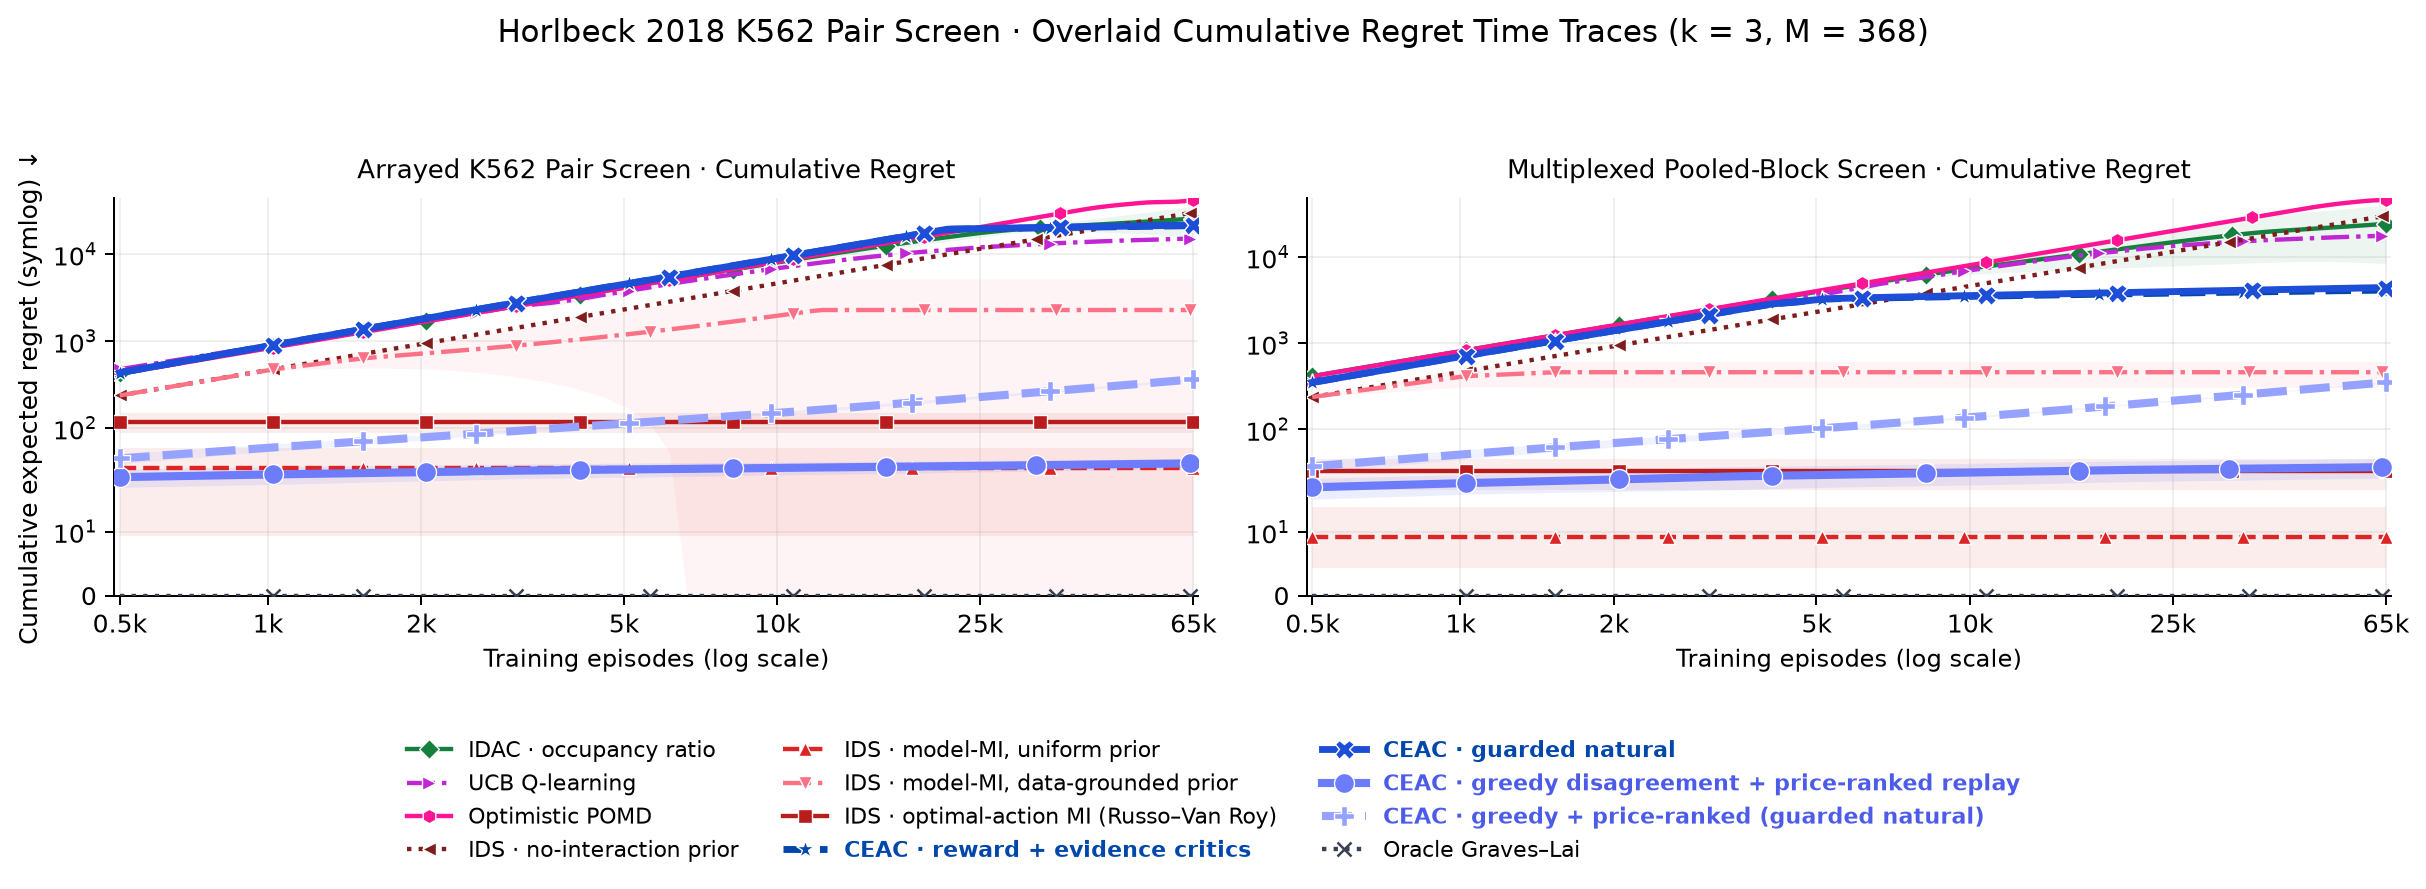 Horlbeck 2018 K562 Pair Screen · Overlaid Cumulative Regret Time Traces (k = 3, M = 368)
Cumulative expected regret (symlog) ↓
Arrayed K562 Pair Screen · Cumulative Regret
10⁴
10³
10²
10¹
0
0.5k 1k 2k 5k 10k 25k 65k
Training episodes (log scale)
Multiplexed Pooled-Block Screen · Cumulative Regret
10⁴
10³
10²
10¹
0
0.5k 1k 2k 5k 10k 25k 65k
Training episodes (log scale)
IDAC · occupancy ratio
UCB Q-learning
Optimistic POMD
IDS · no-interaction prior
IDS · model-MI, uniform prior
IDS · model-MI, data-grounded prior
IDS · optimal-action MI (Russo–Van Roy)
CEAC · reward + evidence critics
CEAC · guarded natural
CEAC · greedy disagreement + price-ranked replay
CEAC · greedy + price-ranked (guarded natural)
Oracle Graves–Lai